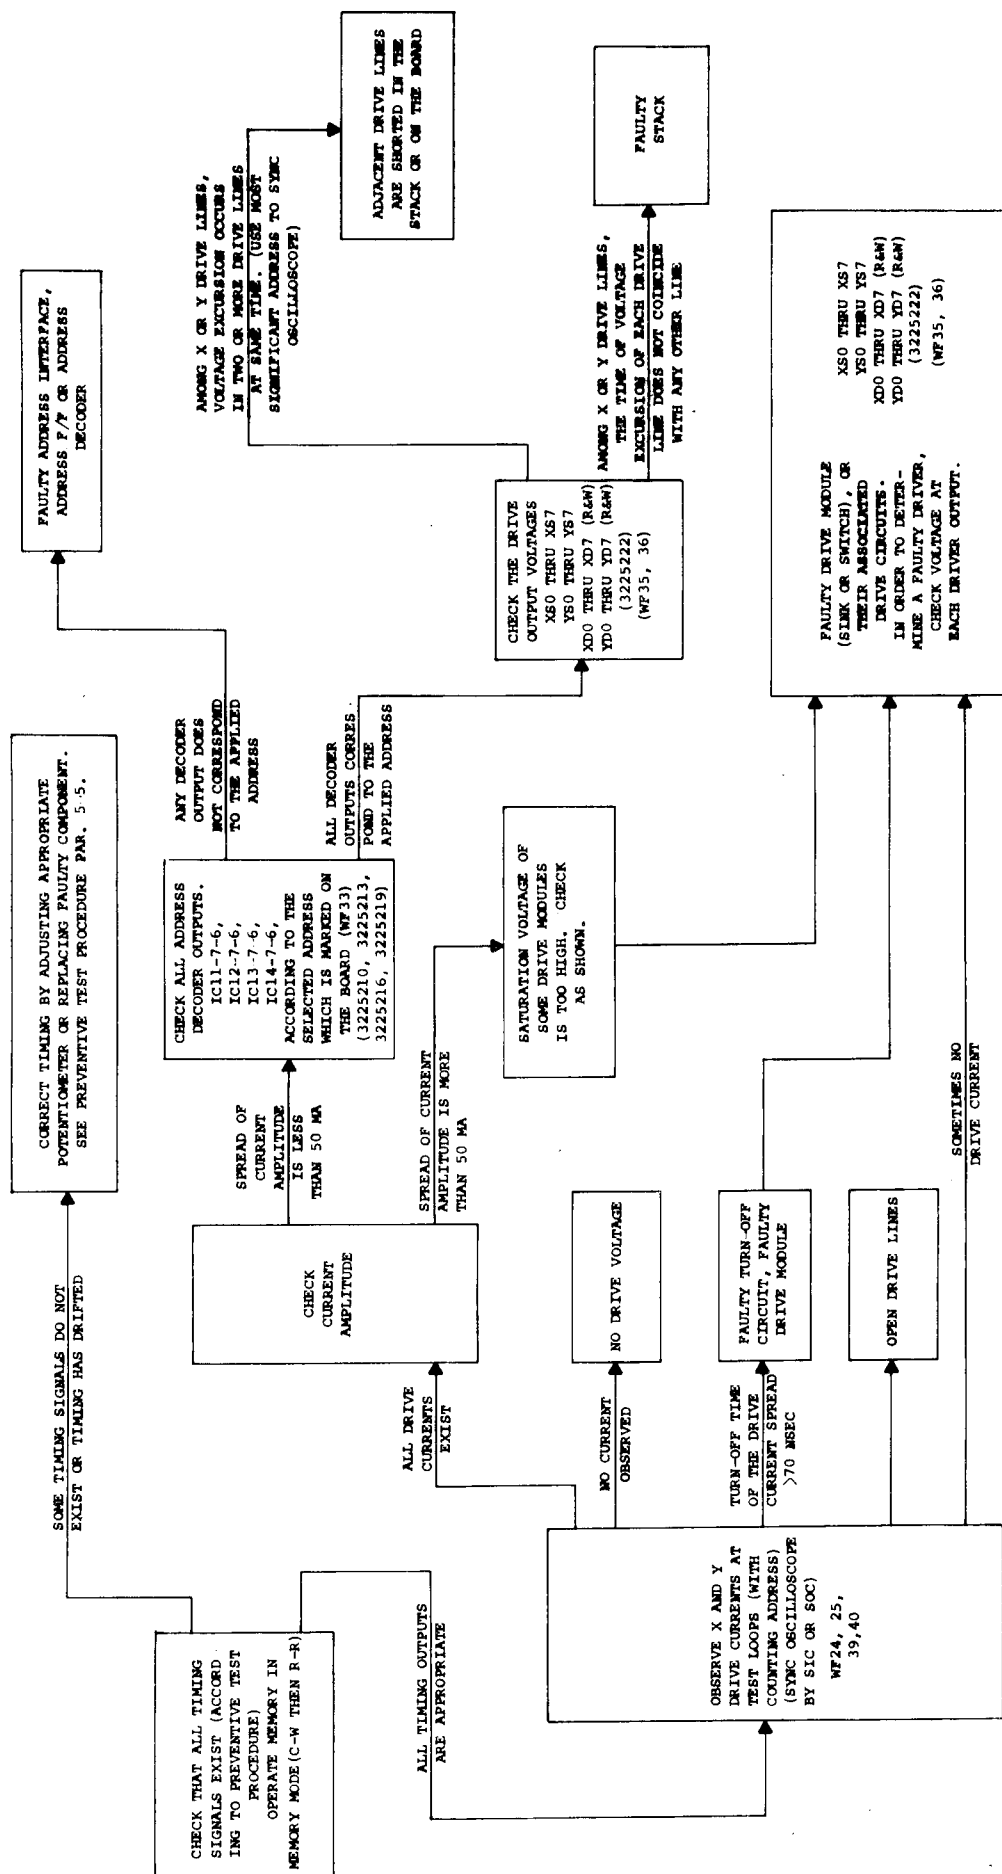 CHECK THAT ALL TIMING
SIGNALS EXIST (ACCORD
ING TO PREVENTIVE TEST
PROCEDURE)
OPERATE MEMORY IN
MEMORY MODE(C-W THEN R-R)
SOME TIMING SIGNALS DO NOT
EXIST OR TIMING HAS DRIFTED
CORRECT TIMING BY ADJUSTING APPROPRIATE
POTENTIOMETER OR REPLACING FAULTY COMPONENT.
SEE PREVENTIVE TEST PROCEDURE PAR. 5.5.
ALL TIMING OUTPUTS
ARE APPROPRIATE
OBSERVE X AND Y
DRIVE CURRENTS AT
TEST LOOPS (WITH
COUNTING ADDRESS)
(SYNC OSCILLOSCOPE
BY SIC OR SOC)
WF24, 25,
39,40
ALL DRIVE
CURRENTS
EXIST
CHECK
CURRENT
AMPLITUDE
SPREAD OF
CURRENT
AMPLITUDE
IS LESS
THAN 50 MA
CHECK ALL ADDRESS
DECODER OUTPUTS.
IC11-7-6,
IC12-7-6,
IC13-7-6,
IC14-7-6,
ACCORDING TO THE
SELECTED ADDRESS
WHICH IS MARKED ON
THE BOARD (WF33)
(3225210, 3225213,
3225216, 3225219)
ANY DECODER
OUTPUT DOES
NOT CORRESPOND
TO THE APPLIED
ADDRESS
FAULTY ADDRESS INTERFACE,
ADDRESS F/F OR ADDRESS
DECODER
ALL DECODER
OUTPUTS CORRES
POND TO THE
APPLIED ADDRESS
CHECK THE DRIVE
OUTPUT VOLTAGES
XS0 THRU XS7
YS0 THRU YS7
XD0 THRU XD7 (R&W)
YD0 THRU YD7 (R&W)
(3225222)
(WF35, 36)
AMONG X OR Y DRIVE LINES,
VOLTAGE EXCURSION OCCURS
IN TWO OR MORE DRIVE LINES
AT SAME TIME. (USE MOST
SIGNIFICANT ADDRESS TO SYNC
OSCILLOSCOPE)
ADJACENT DRIVE LINES
ARE SHORTED IN THE
STACK OR ON THE BOARD
AMONG X OR Y DRIVE LINES,
THE TIME OF VOLTAGE
EXCURSION OF EACH DRIVE
LINE DOES NOT COINCIDE
WITH ANY OTHER LINE
FAULTY
STACK
SPREAD OF CURRENT
AMPLITUDE IS MORE
THAN 50 MA
SATURATION VOLTAGE OF
SOME DRIVE MODULES
IS TOO HIGH. CHECK
AS SHOWN.
NO CURRENT
OBSERVED
NO DRIVE VOLTAGE
TURN-OFF TIME
OF THE DRIVE
CURRENT SPREAD
>70 NSEC
FAULTY TURN-OFF
CIRCUIT, FAULTY
DRIVE MODULE
OPEN DRIVE LINES
SOMETIMES NO
DRIVE CURRENT
FAULTY DRIVE MODULE
(SINK OR SWITCH), OR
THEIR ASSOCIATED
DRIVE CIRCUITS.
IN ORDER TO DETER-
MINE A FAULTY DRIVER,
CHECK VOLTAGE AT
EACH DRIVER OUTPUT.
XS0 THRU XS7
YS0 THRU YS7
XD0 THRU XD7 (R&W)
YD0 THRU YD7 (R&W)
(3225222)
(WF35, 36)